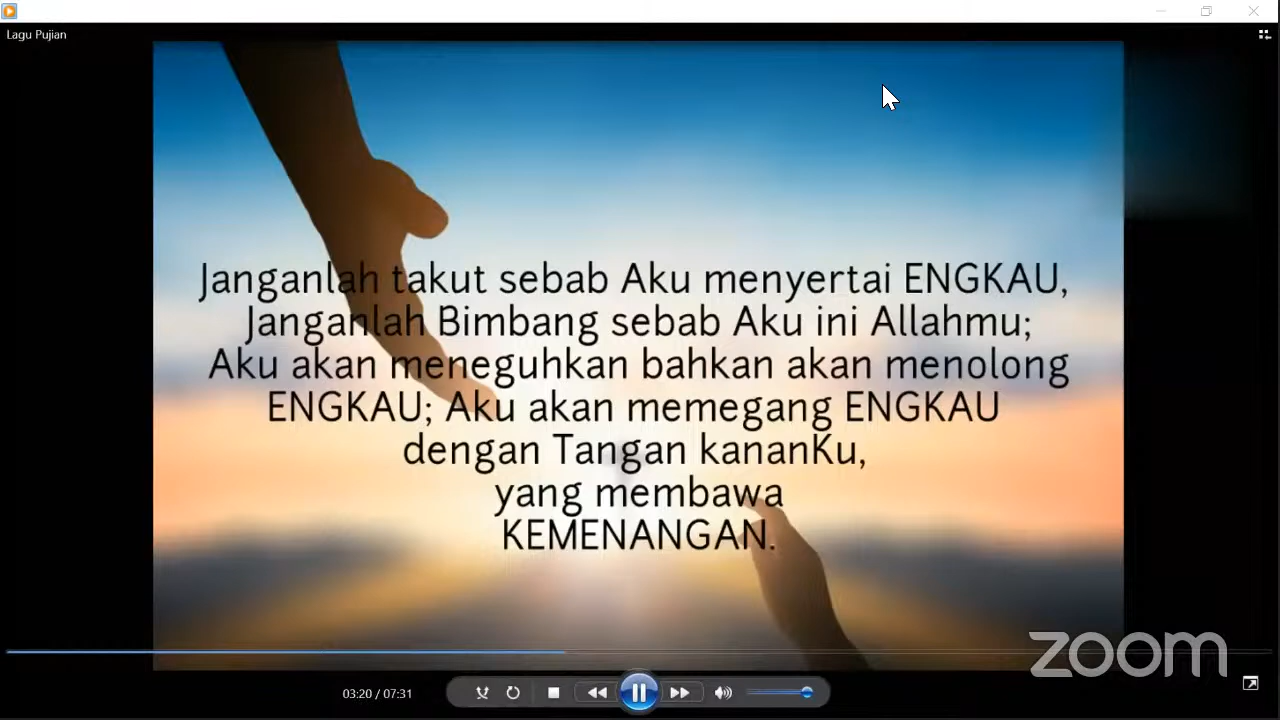 Lagu Pujian
Janganlah takut sebab Aku menyertai ENGKAU,
Janganlah Bimbang sebab Aku ini Allahmu;
Aku akan meneguhkan bahkan akan menolong
ENGKAU; Aku akan memegang ENGKAU
dengan Tangan kananKu,
yang membawa
KEMENANGAN.
zoom
03:20 / 07:31